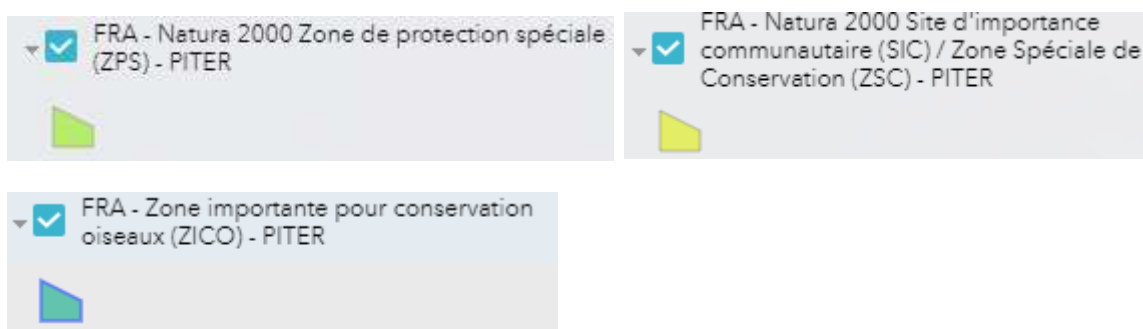 FRA - Natura 2000 Zone de protection spéciale
(ZPS) - PITER
FRA - Natura 2000 Site d'importance
communautaire (SIC) / Zone Spéciale de
Conservation (ZSC) - PITER
FRA - Zone importante pour conservation
oiseaux (ZICO) - PITER